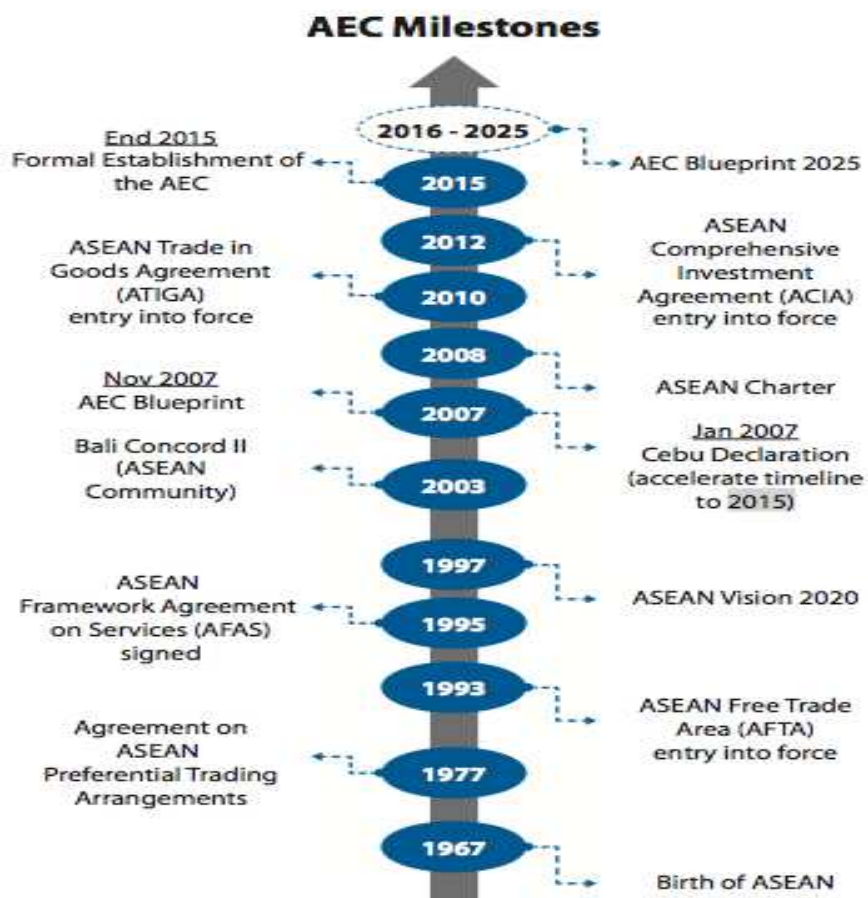 AEC Milestones
2016 - 2025
AEC Blueprint 2025
End 2015
Formal Establishment of
the AEC
2015
2012
ASEAN
Comprehensive
Investment
Agreement (ACIA)
entry into force
ASEAN Trade in
Goods Agreement
(ATIGA)
entry into force
2010
2008
ASEAN Charter
Nov 2007
AEC Blueprint
2007
Jan 2007
Cebu Declaration
(accelerate timeline
to 2015)
Bali Concord II
(ASEAN
Community)
2003
1997
ASEAN Vision 2020
ASEAN
Framework Agreement
on Services (AFAS)
signed
1995
1993
ASEAN Free Trade
Area (AFTA)
entry into force
Agreement on
ASEAN
Preferential Trading
Arrangements
1977
1967
Birth of ASEAN